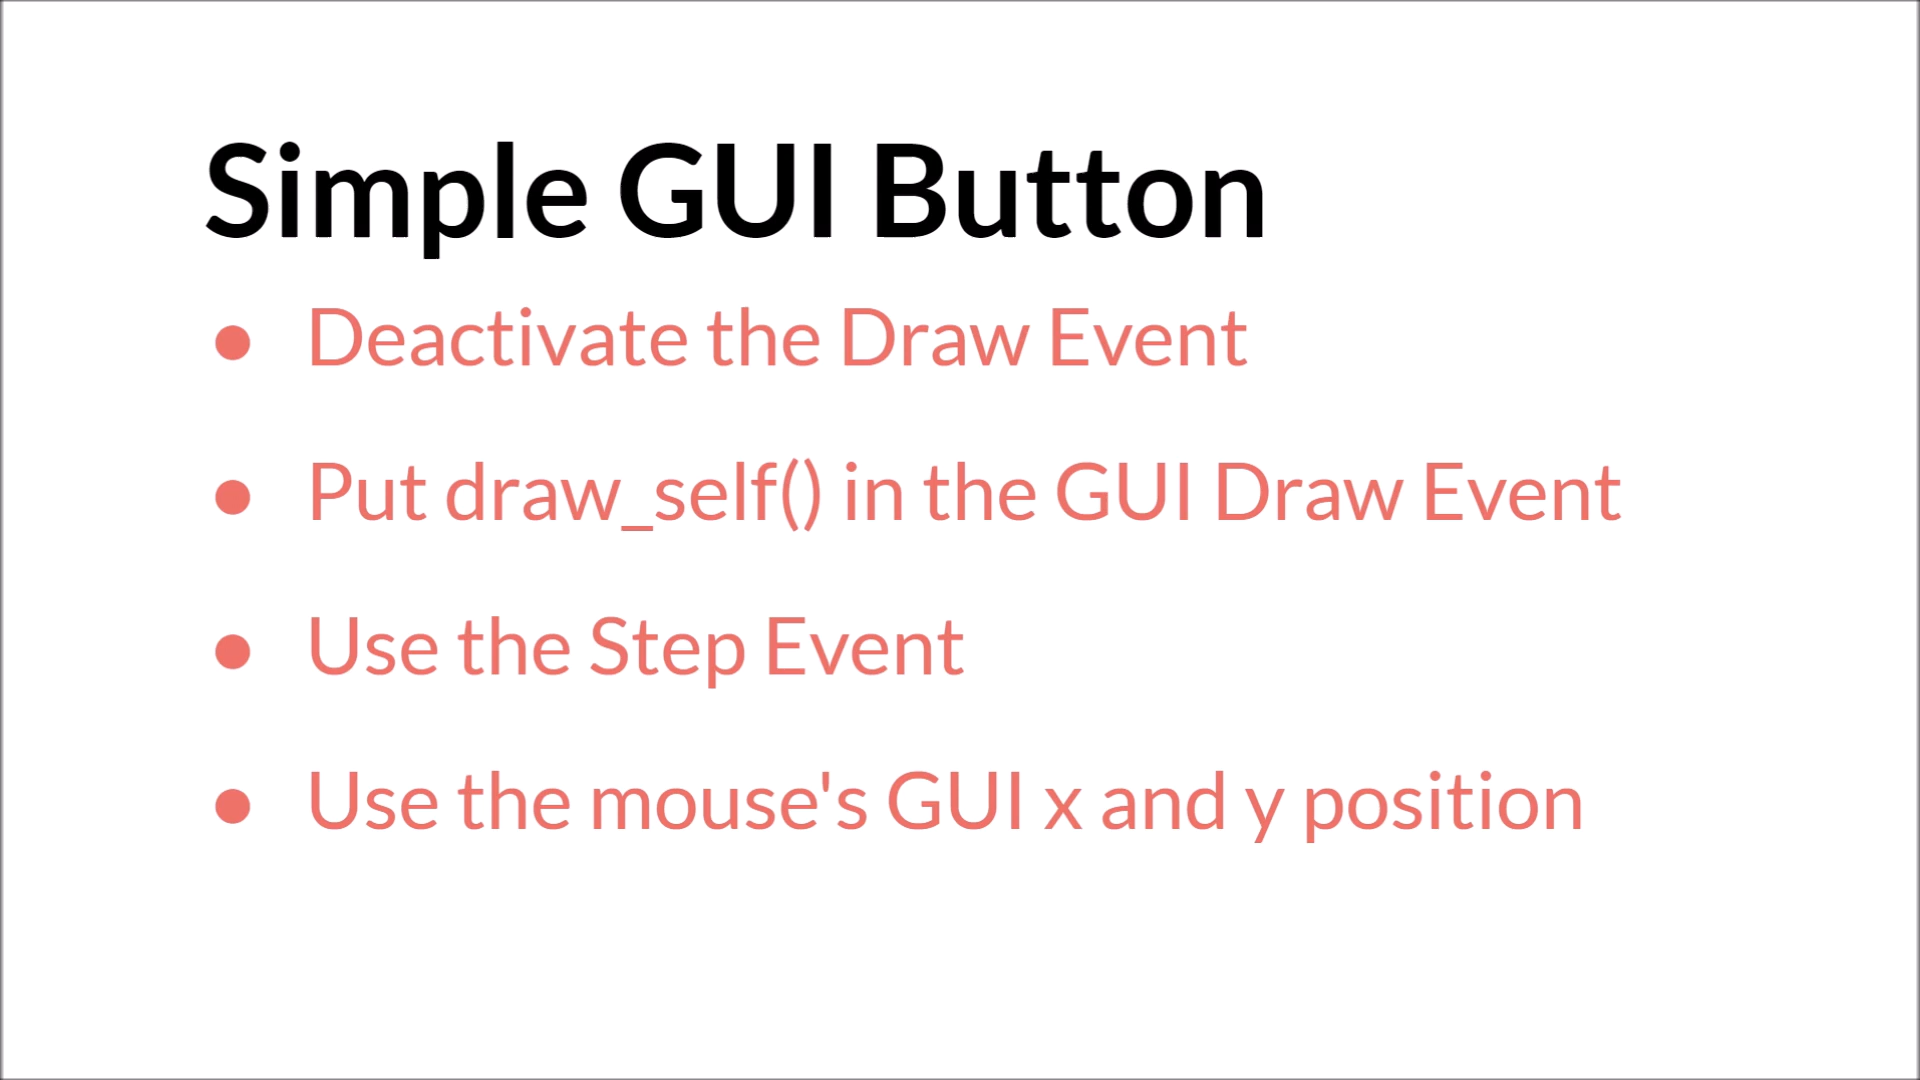 Simple GUI Button
● Deactivate the Draw Event
● Put draw_self() in the GUI Draw Event
● Use the Step Event
● Use the mouse's GUI x and y position